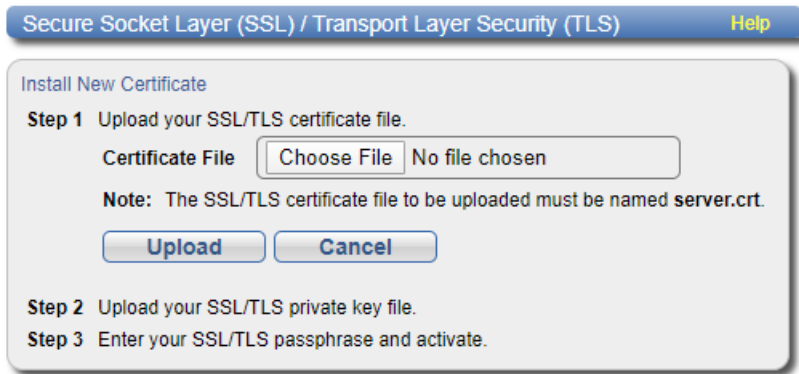 Secure Socket Layer (SSL) / Transport Layer Security (TLS) Help
Install New Certificate
Step 1 Upload your SSL/TLS certificate file.
Certificate File Choose File No file chosen
Note: The SSL/TLS certificate file to be uploaded must be named server.crt.
Upload Cancel
Step 2 Upload your SSL/TLS private key file.
Step 3 Enter your SSL/TLS passphrase and activate.